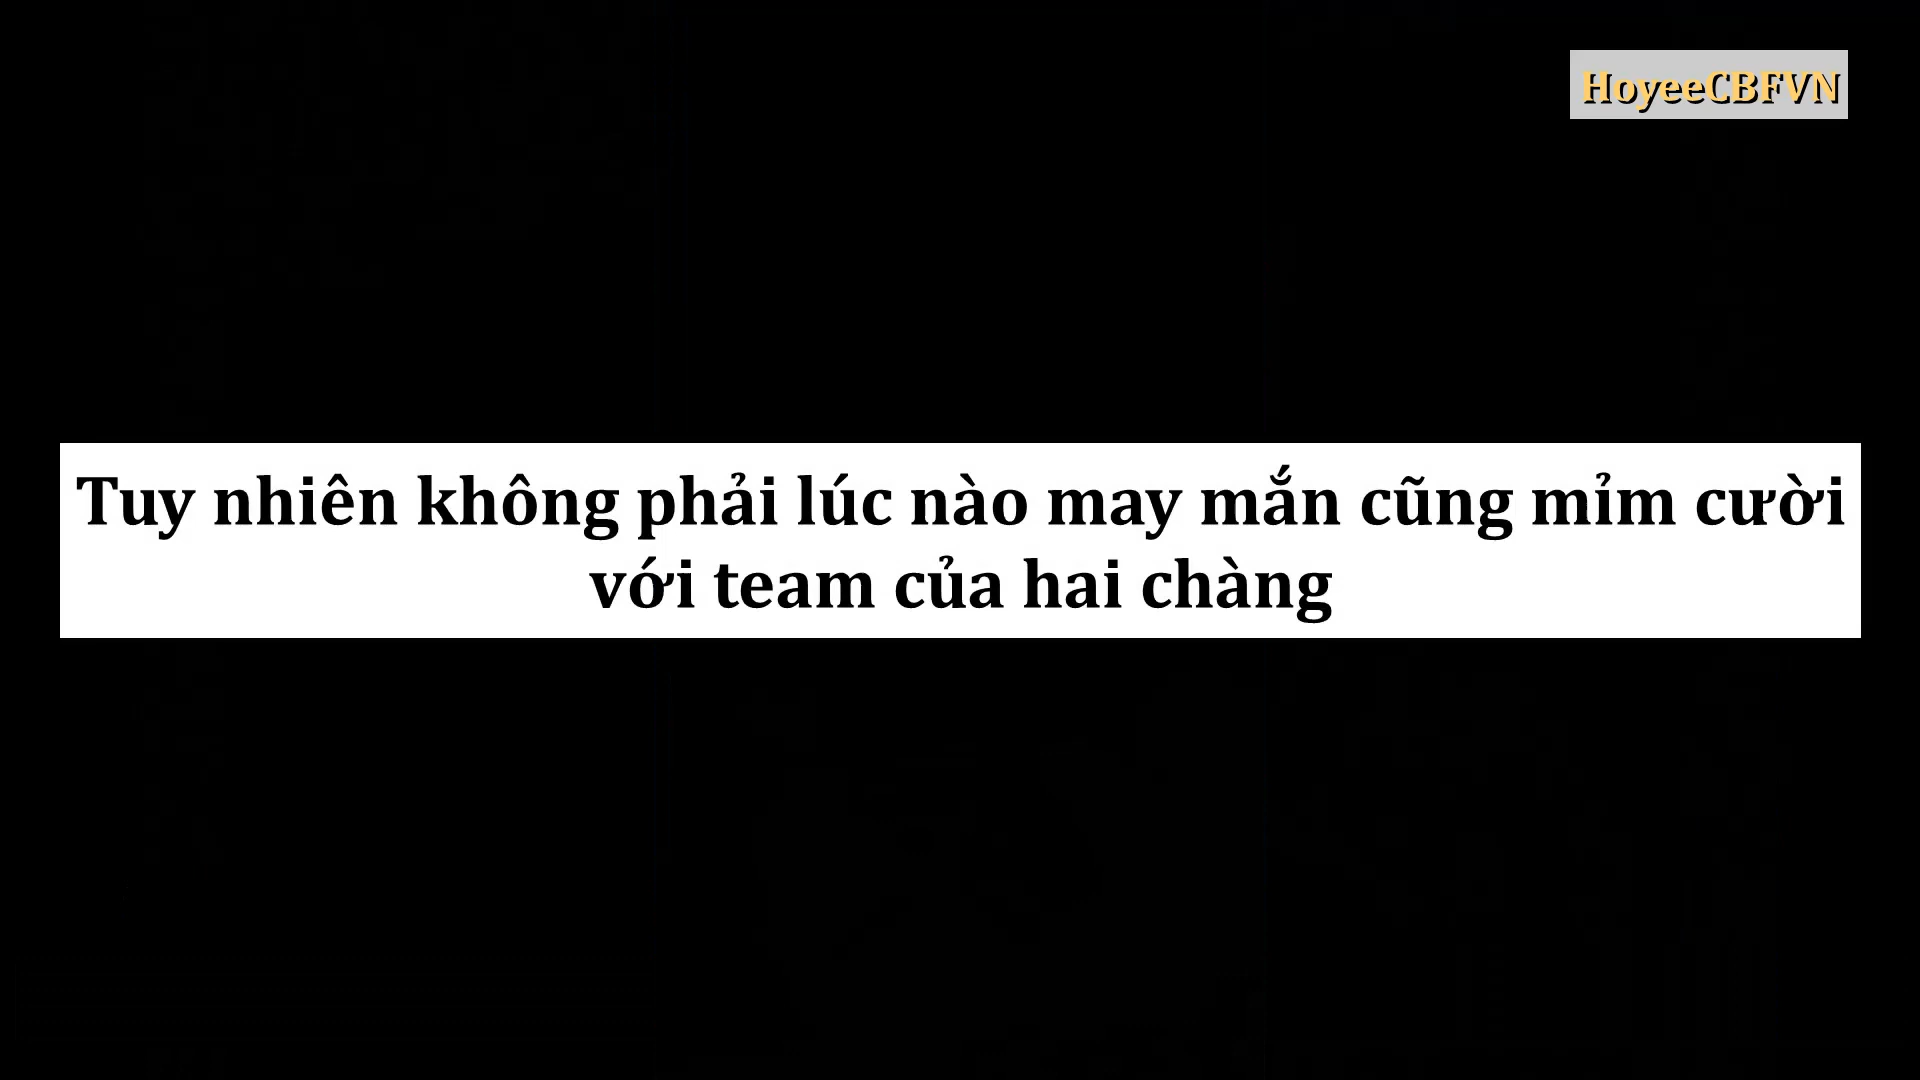 HoyeeCBFVN
Tuy nhiên không phải lúc nào may mắn cũng mỉm cười
với team của hai chàng